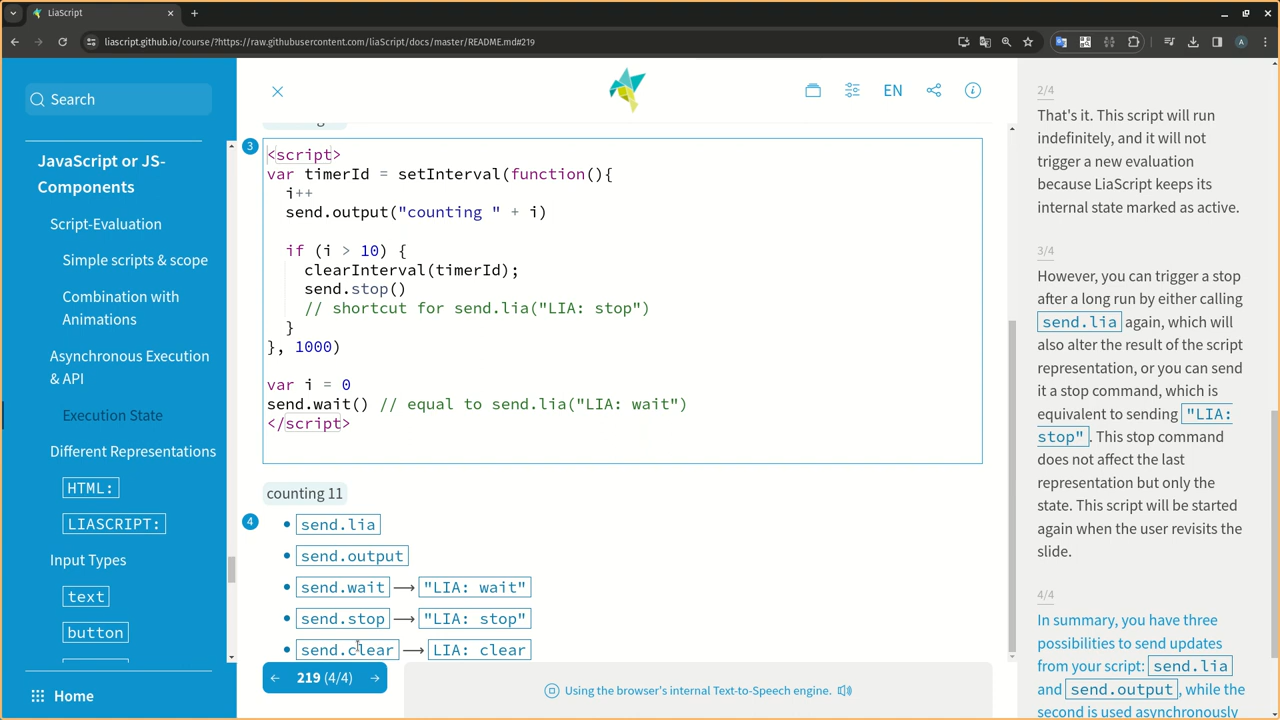 LiaScript
liascript.github.io/course/?https://raw.githubusercontent.com/liaScript/docs/master/README.md#219
A
Search
JavaScript or JS-
Components
Script-Evaluation
Simple scripts & scope
Combination with
Animations
Asynchronous Execution
& API
Execution State
Different Representations
HTML:
LIASCRIPT:
Input Types
text
button
Home
EN
3
<script>
var timerId = setInterval(function(){
i++
send.output("counting " + i)
if (i > 10) {
clearInterval(timerId);
send.stop()
// shortcut for send.lia("LIA: stop")
}
}, 1000)
var i = 0
send.wait() // equal to send.lia("LIA: wait")
</script>
counting 11
4
• send.lia
• send.output
• send.wait ⟶ "LIA: wait"
• send.stop ⟶ "LIA: stop"
• send.clear ⟶ LIA: clear
← 219 (4/4) →
Using the browser's internal Text-to-Speech engine.
2/4
That's it. This script will run
indefinitely, and it will not
trigger a new evaluation
because LiaScript keeps its
internal state marked as active.
3/4
However, you can trigger a stop
after a long run by either calling
send.lia again, which will
also alter the result of the script
representation, or you can send
it a stop command, which is
equivalent to sending "LIA:
stop". This stop command
does not affect the last
representation but only the
state. This script will be started
again when the user revisits the
slide.
4/4
In summary, you have three
possibilities to send updates
from your script: send.lia
and send.output, while the
second is used asynchronously